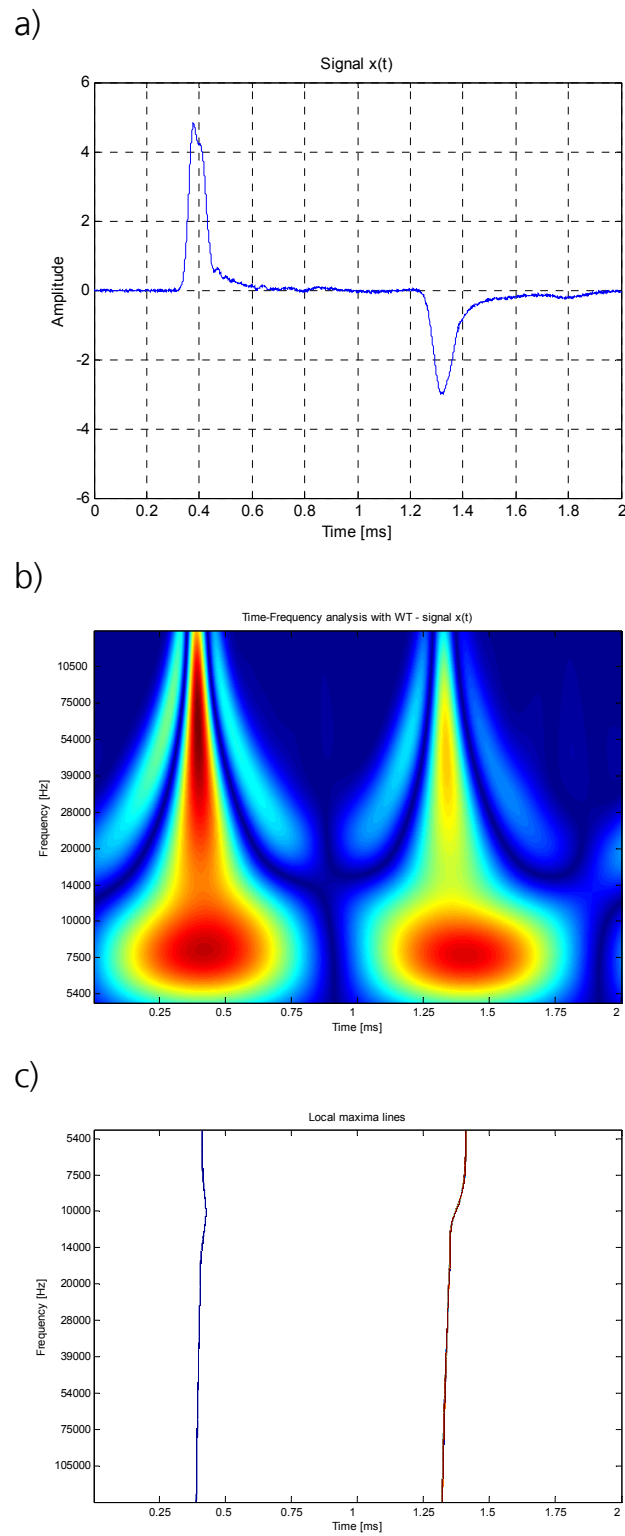 a)
Signal x(t)
6
4
2
0
-2
-4
-6
Amplitude
0 0.2 0.4 0.6 0.8 1 1.2 1.4 1.6 1.8 2
Time [ms]
b)
Time-Frequency analysis with WT - signal x(t)
10500
75000
54000
39000
28000
20000
14000
10000
7500
5400
Frequency [Hz]
0.25 0.5 0.75 1 1.25 1.5 1.75 2
Time [ms]
c)
Local maxima lines
5400
7500
10000
14000
20000
28000
39000
54000
75000
105000
Frequency [Hz]
0.25 0.5 0.75 1 1.25 1.5 1.75 2
Time [ms]